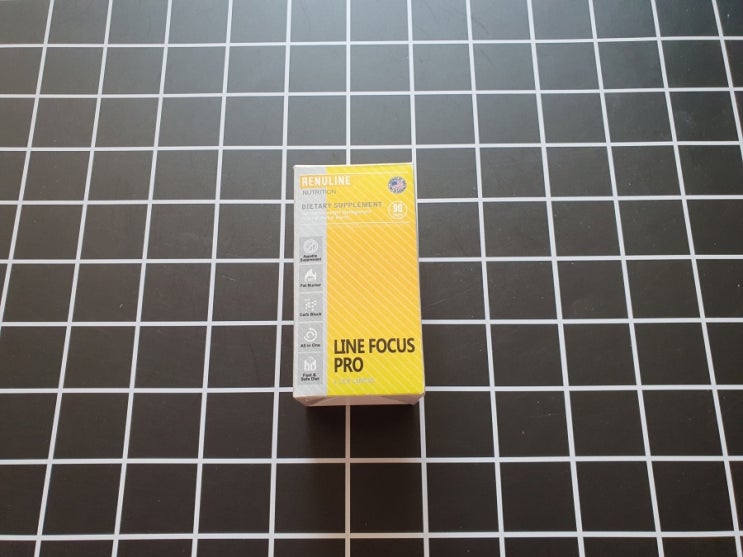 RENULINE
NUTRITION
DIETARY SUPPLEMENT
90
Appetite
Suppressant
Fat Burner
Carb Block
All in One
Fast &
Safe Diet
LINE FOCUS
PRO